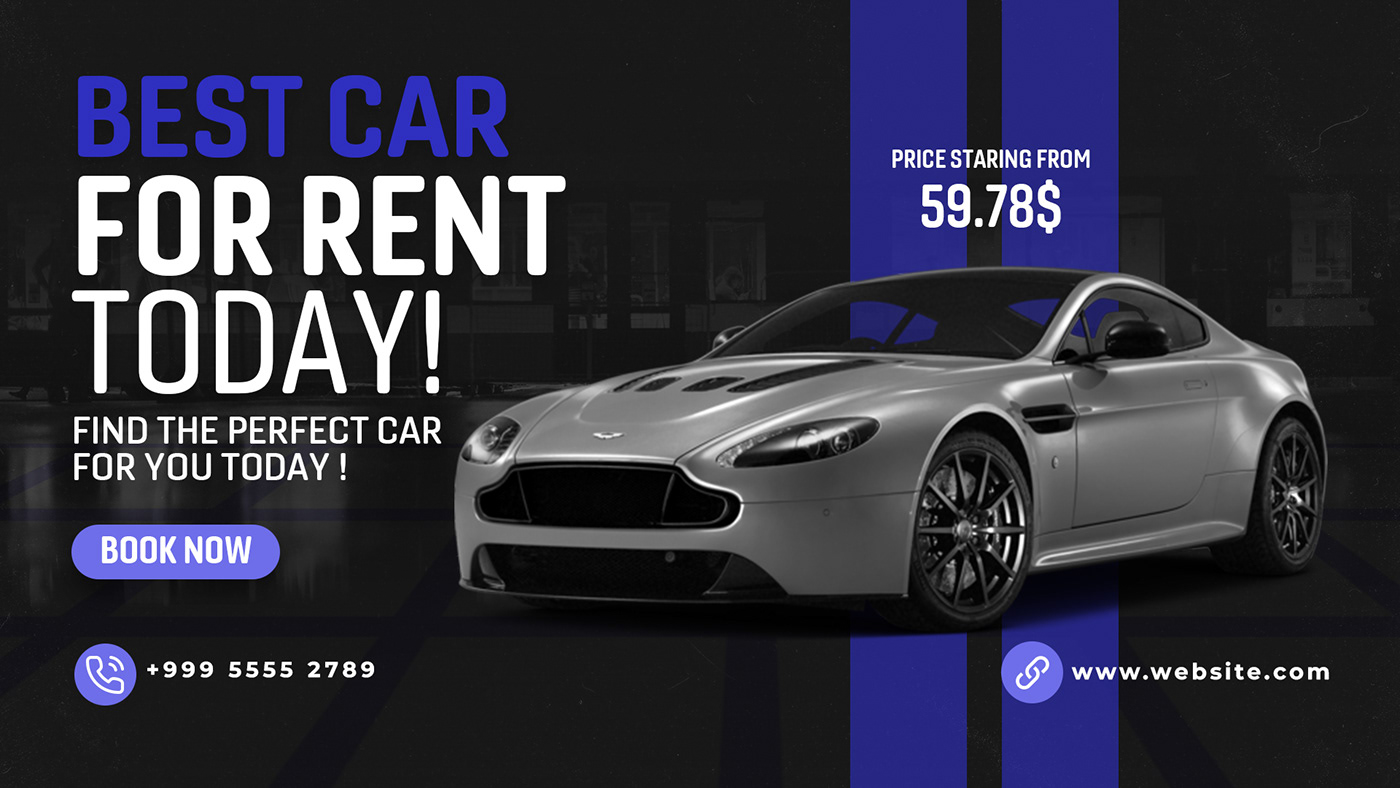 BEST CAR
FOR RENT
TODAY!
FIND THE PERFECT CAR
FOR YOU TODAY !
BOOK NOW
+999 5555 2789
PRICE STARING FROM
59.78$
www.website.com